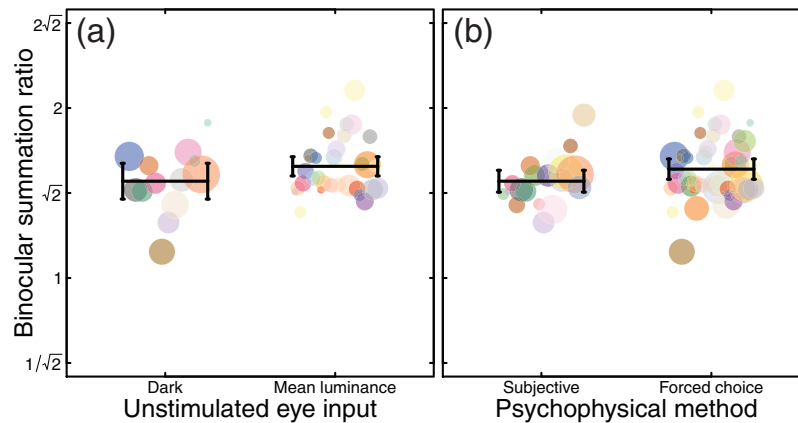 (a)
(b)
Binocular summation ratio
2√2
2
√2
1
1/√2
Dark
Mean luminance
Unstimulated eye input
Subjective
Forced choice
Psychophysical method